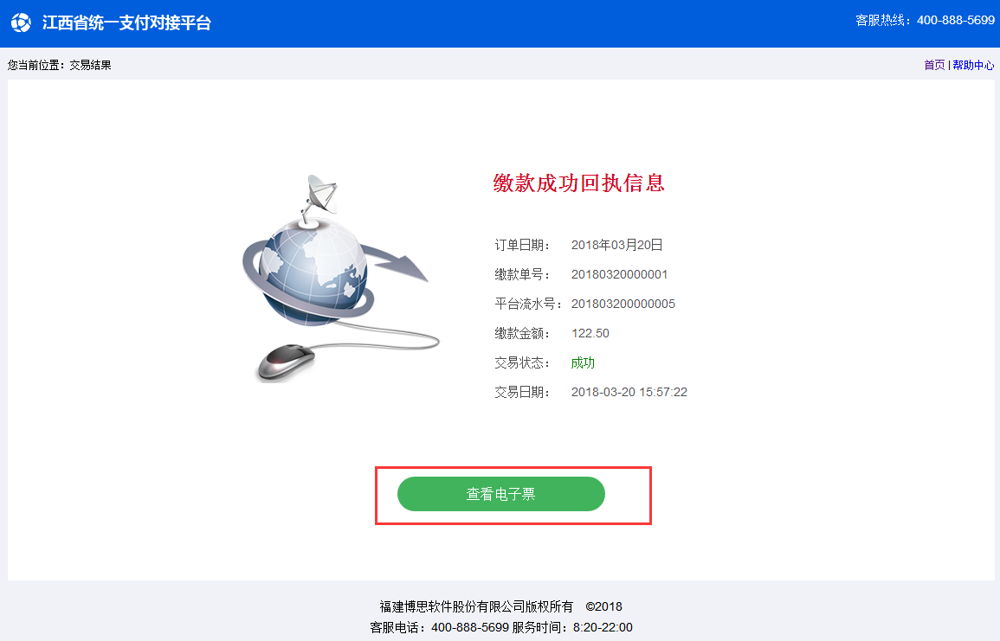 江西省统一支付对接平台
客服热线：400-888-5699
您当前位置：交易结果
首页 | 帮助中心
缴款成功回执信息
订单日期： 2018年03月20日
缴款单号： 20180320000001
平台流水号： 201803200000005
缴款金额： 122.50
交易状态： 成功
交易日期： 2018-03-20 15:57:22
查看电子票
福建博思软件股份有限公司版权所有 ©2018
客服电话：400-888-5699 服务时间：8:20-22:00